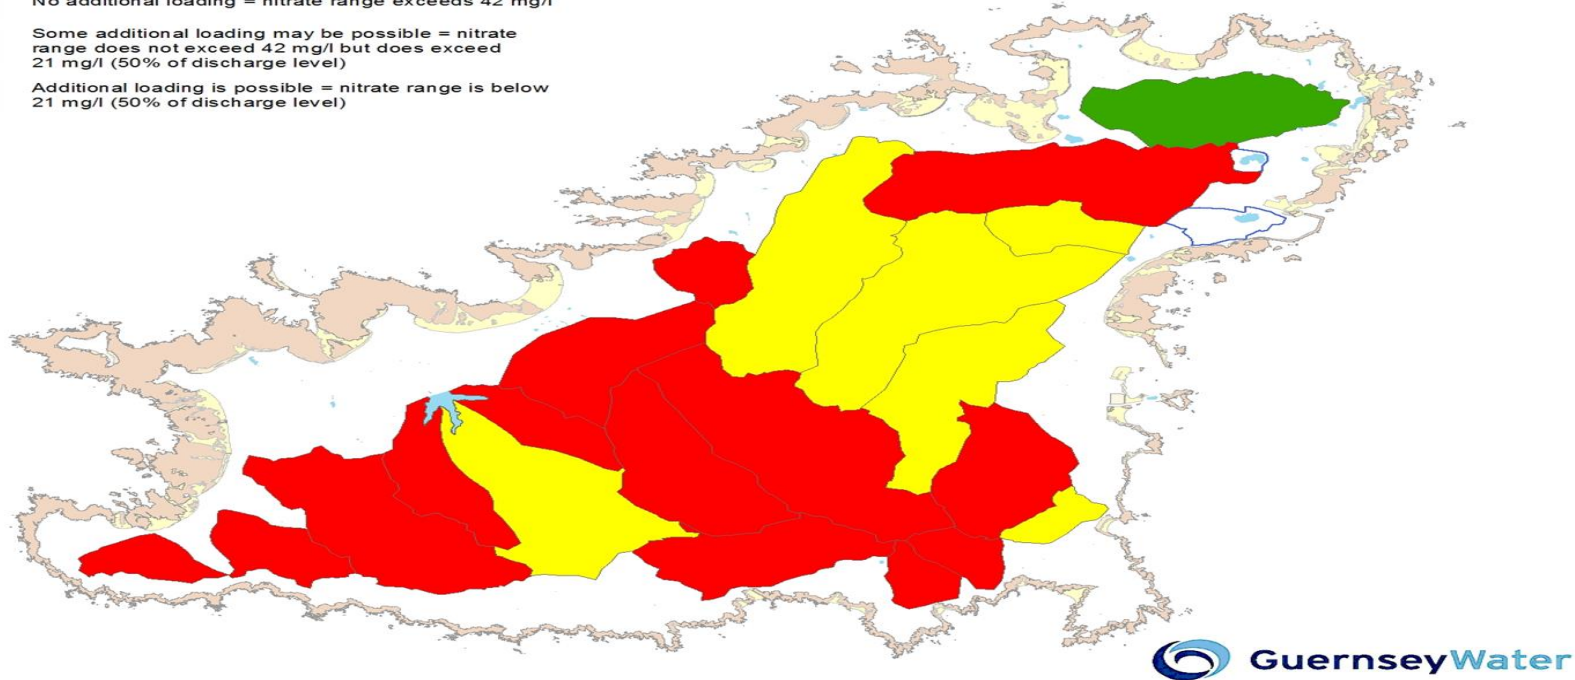 No additional loading = nitrate range exceeds 42 mg/l
Some additional loading may be possible = nitrate
range does not exceed 42 mg/l but does exceed
21 mg/l (50% of discharge level)
Additional loading is possible = nitrate range is below
21 mg/l (50% of discharge level)
GuernseyWater